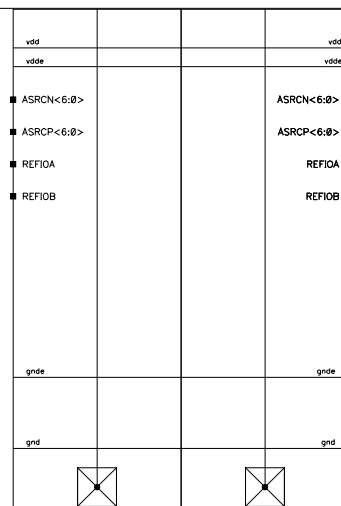 vdd vdd
vdde vdde
ASRCN<6:0> ASRCN<6:0>
ASRCP<6:0> ASRCP<6:0>
REFIOA REFIOA
REFIOB REFIOB
gnde gnde
gnd gnd